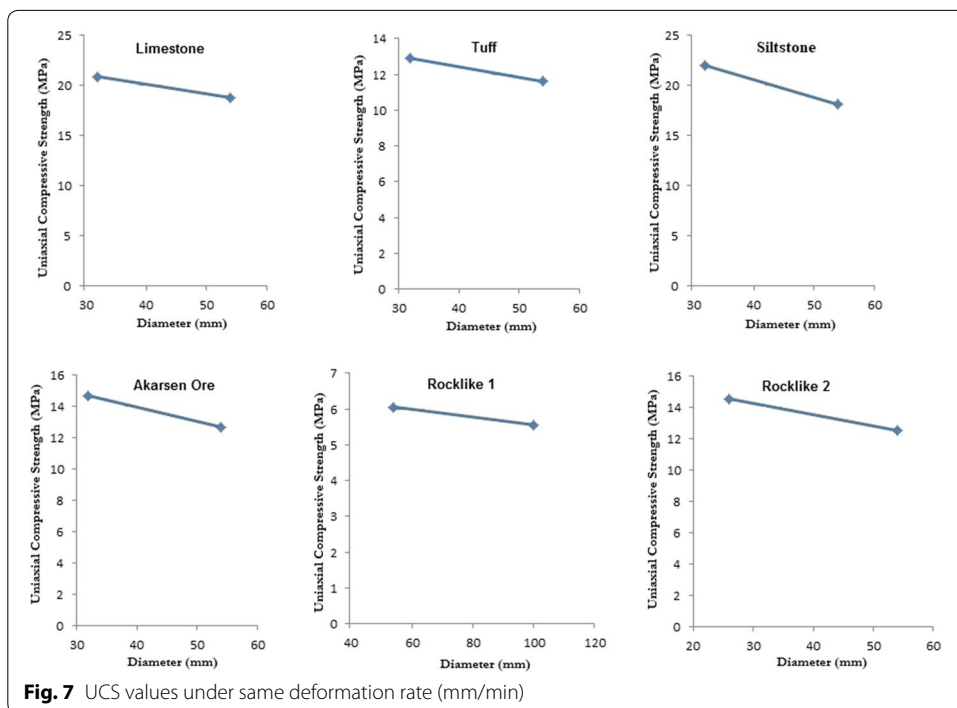 Limestone
Uniaxial Compressive Strength (MPa)
25
20
15
10
5
0
30 40 50 60
Diameter (mm)
Tuff
Uniaxial Compressive Strength (MPa)
14
12
10
8
6
4
2
0
30 40 50 60
Diameter (mm)
Siltstone
Uniaxial Compressive Strength (MPa)
25
20
15
10
5
0
30 40 50 60
Diameter (mm)
Akarsen Ore
Uniaxial Compressive Strength (MPa)
16
14
12
10
8
6
4
2
0
30 40 50 60
Diameter (mm)
Rocklike 1
Uniaxial Compressive Strength (MPa)
7
6
5
4
3
2
1
0
40 60 80 100 120
Diameter (mm)
Rocklike 2
Uniaxial Compressive Strength (MPa)
16
14
12
10
8
6
4
2
0
20 30 40 50 60
Diameter (mm)
Fig. 7 UCS values under same deformation rate (mm/min)